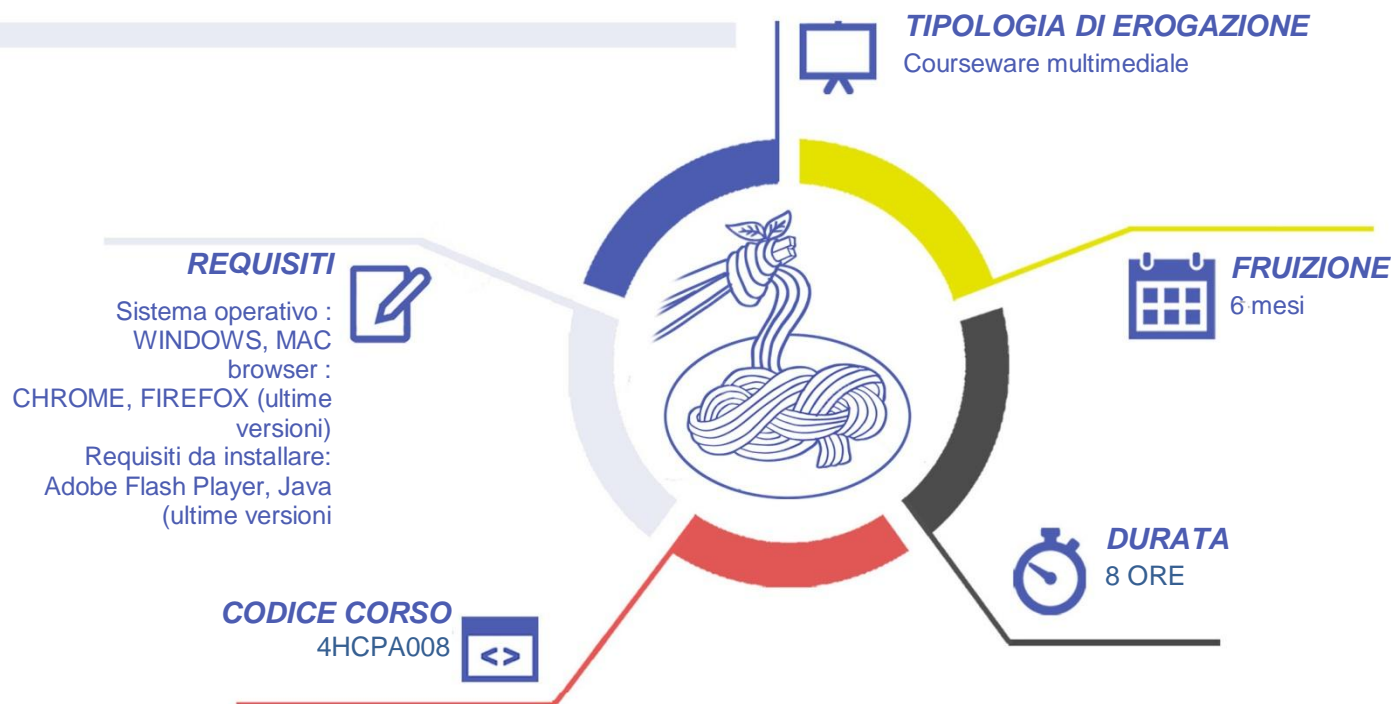 TIPOLOGIA DI EROGAZIONE
Courseware multimediale
REQUISITI
Sistema operativo :
WINDOWS, MAC
browser :
CHROME, FIREFOX (ultime
versioni)
Requisiti da installare:
Adobe Flash Player, Java
(ultime versioni
FRUIZIONE
6 mesi
DURATA
8 ORE
CODICE CORSO
4HCPA008
<>